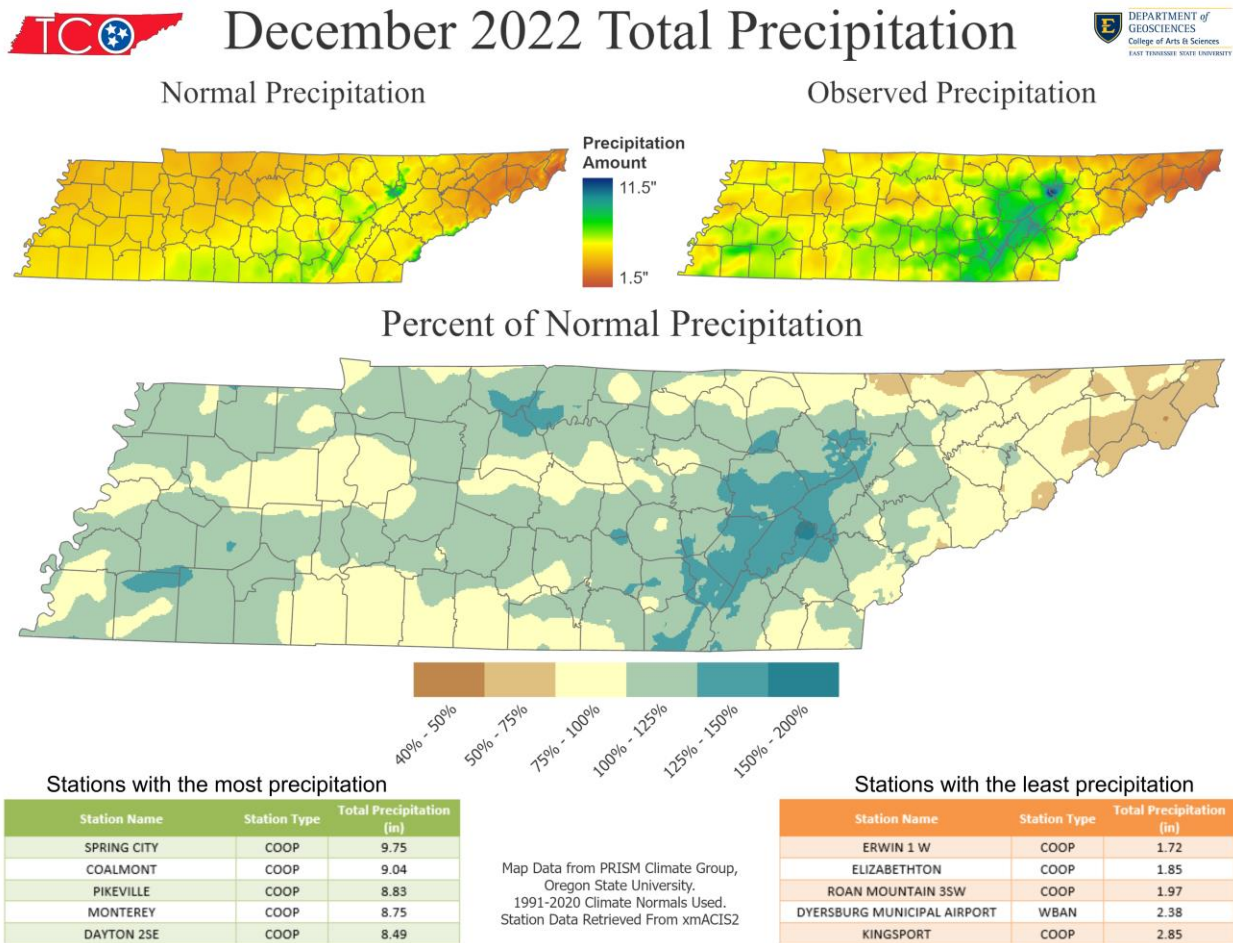 TCO
December 2022 Total Precipitation
E
DEPARTMENT of
GEOSCIENCES
College of Arts & Sciences
EAST TENNESSEE STATE UNIVERSITY
Normal Precipitation
Observed Precipitation
Precipitation
Amount
11.5"
1.5"
Percent of Normal Precipitation
40% - 50%
50% - 75%
75% - 100%
100% - 125%
125% - 150%
150% - 200%
Stations with the most precipitation
Station Name Station Type Total Precipitation (in)
SPRING CITY COOP 9.75
COALMONT COOP 9.04
PIKEVILLE COOP 8.83
MONTEREY COOP 8.75
DAYTON 2SE COOP 8.49
Map Data from PRISM Climate Group,
Oregon State University.
1991-2020 Climate Normals Used.
Station Data Retrieved From xmACIS2
Stations with the least precipitation
Station Name Station Type Total Precipitation (in)
ERWIN 1 W COOP 1.72
ELIZABETHTON COOP 1.85
ROAN MOUNTAIN 3SW COOP 1.97
DYERSBURG MUNICIPAL AIRPORT WBAN 2.38
KINGSPORT COOP 2.85